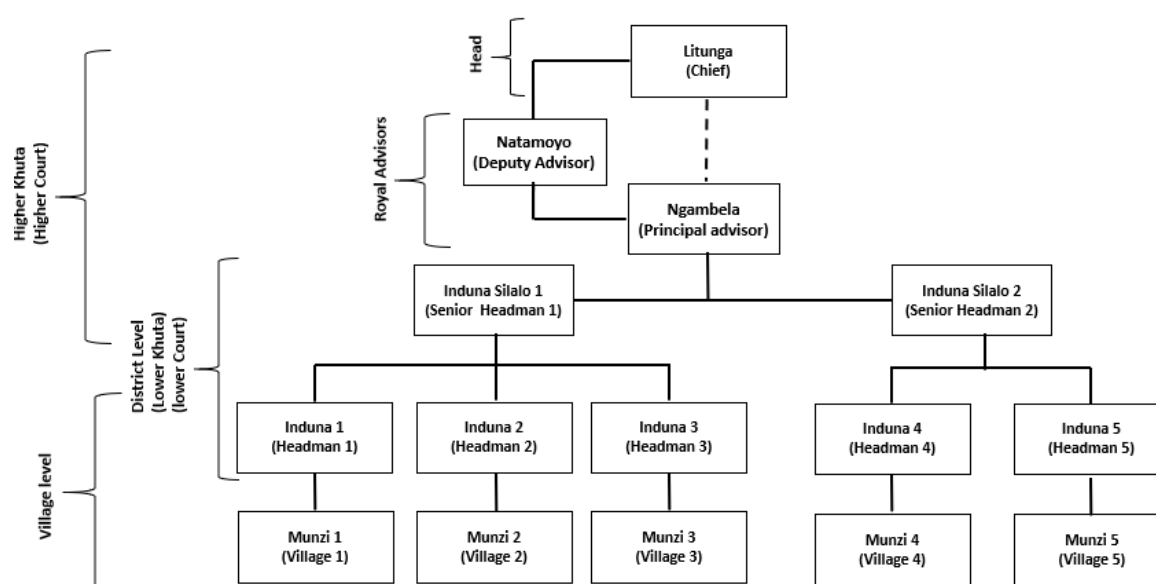 Head
Litunga
(Chief)
Higher Khuta
(Higher Court)
Royal Advisors
Natamoyo
(Deputy Advisor)
Ngambela
(Principal advisor)
District Level
(Lower Khuta)
(lower Court)
Induna Silalo 1
(Senior Headman 1)
Induna Silalo 2
(Senior Headman 2)
Village level
Induna 1
(Headman 1)
Induna 2
(Headman 2)
Induna 3
(Headman 3)
Induna 4
(Headman 4)
Induna 5
(Headman 5)
Munzi 1
(Village 1)
Munzi 2
(Village 2)
Munzi 3
(Village 3)
Munzi 4
(Village 4)
Munzi 5
(Village 5)